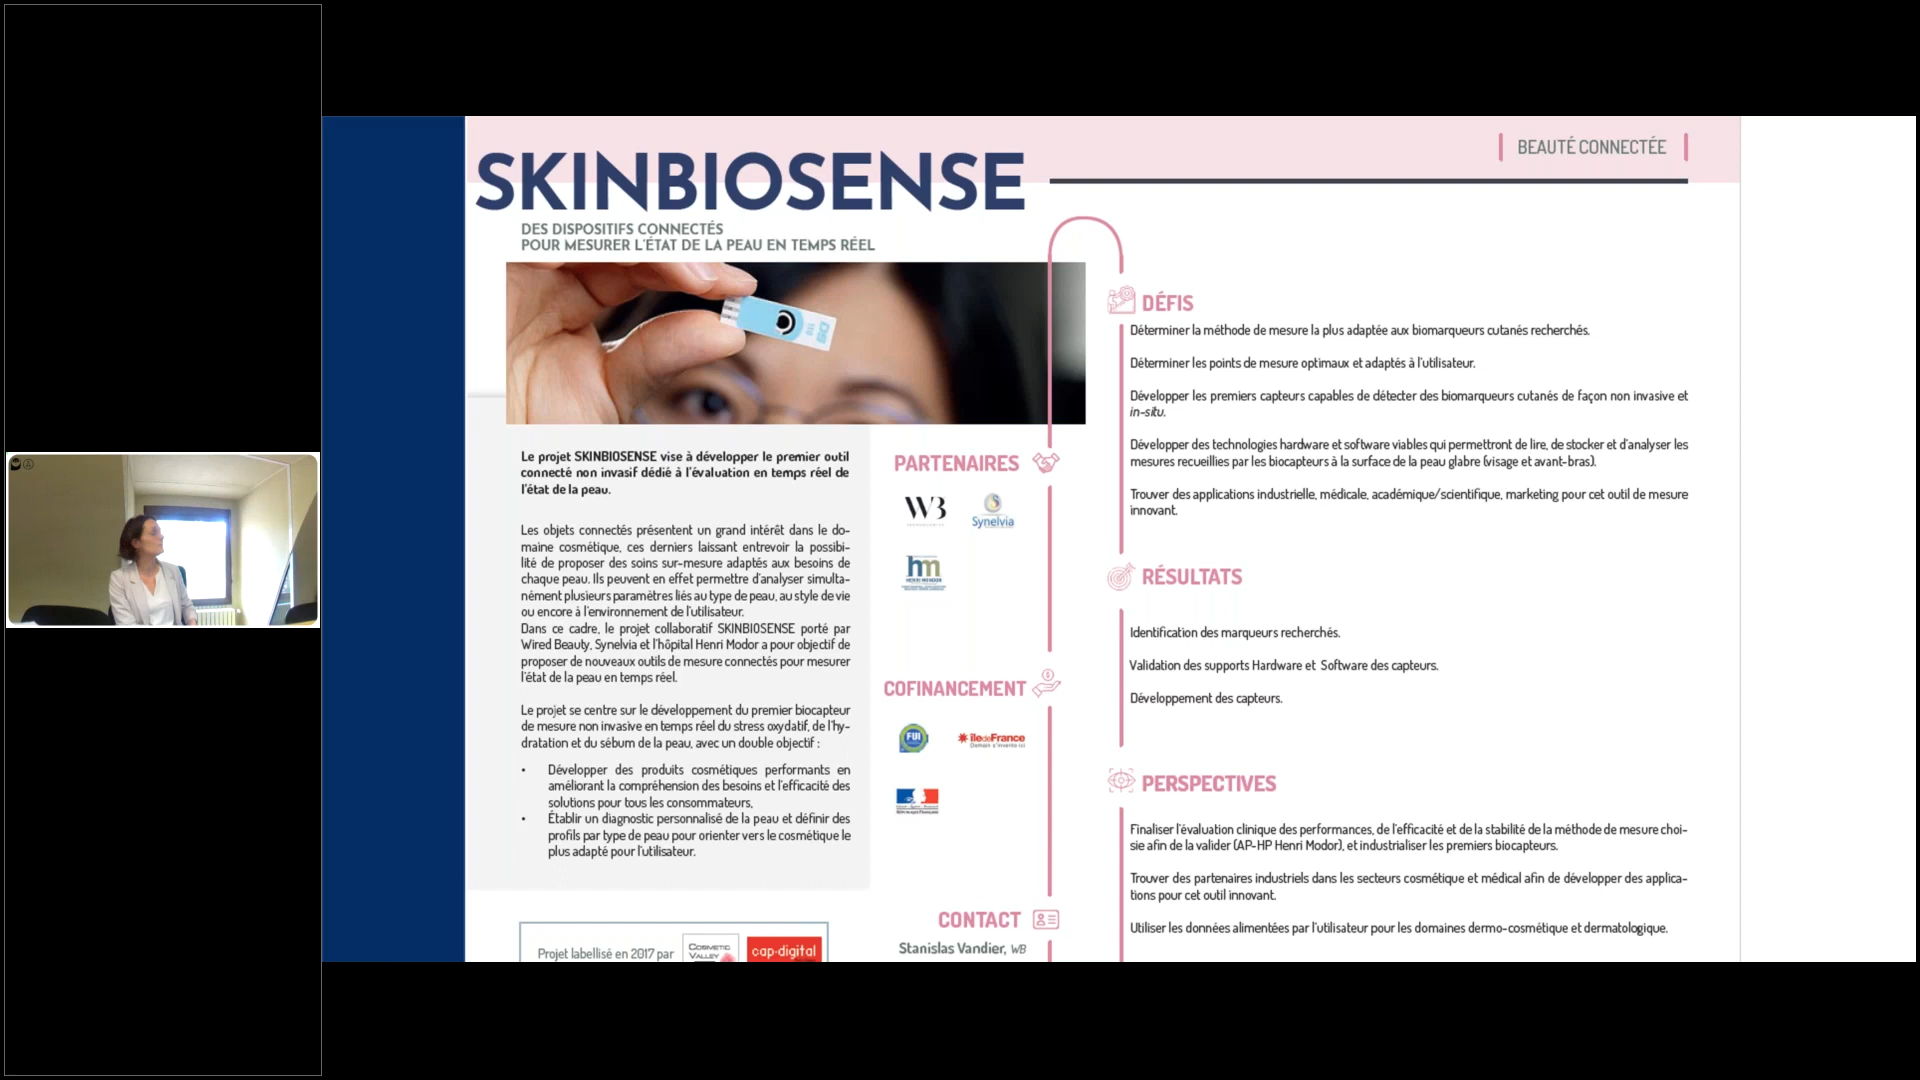 BEAUTÉ CONNECTÉE
SKINBIOSENSE
DES DISPOSITIFS CONNECTÉS
POUR MESURER L'ÉTAT DE LA PEAU EN TEMPS RÉEL
Le projet SKINBIOSENSE vise à développer le premier outil
connecté non invasif dédié à l'évaluation en temps réel de
l'état de la peau.
Les objets connectés présentent un grand intérêt dans le do-
maine cosmétique, ces derniers laissant entrevoir la possibi-
lité de proposer des soins sur-mesure adaptés aux besoins de
chaque peau. Ils peuvent en effet permettre d'analyser simulta-
nément plusieurs paramètres liés au type de peau, au style de vie
ou encore à l'environnement de l'utilisateur.
Dans ce cadre, le projet collaboratif SKINBIOSENSE porté par
Wired Beauty, Synelvia et l'hôpital Henri Modor a pour objectif de
proposer de nouveaux outils de mesure connectés pour mesurer
l'état de la peau en temps réel.
Le projet se centre sur le développement du premier biocapteur
de mesure non invasive en temps réel du stress oxydatif, de l'hy-
dratation et du sébum de la peau, avec un double objectif :
• Développer des produits cosmétiques performants en
améliorant la compréhension des besoins et l'efficacité des
solutions pour tous les consommateurs,
• Établir un diagnostic personnalisé de la peau et définir des
profils par type de peau pour orienter vers le cosmétique le
plus adapté pour l'utilisateur.
Projet labellisé en 2017 par
COSMETIC
VALLEY
cap-digital
PARTENAIRES
WB
Synelvia
hm
HENRI MONDOR
COFINANCEMENT
FUI
îledeFrance
Demain s'invente ici
CONTACT
Stanislas Vandier, WB
DÉFIS
Déterminer la méthode de mesure la plus adaptée aux biomarqueurs cutanés recherchés.
Déterminer les points de mesure optimaux et adaptés à l'utilisateur.
Développer les premiers capteurs capables de détecter des biomarqueurs cutanés de façon non invasive et
in-situ.
Développer des technologies hardware et software viables qui permettront de lire, de stocker et d'analyser les
mesures recueillies par les biocapteurs à la surface de la peau glabre (visage et avant-bras).
Trouver des applications industrielle, médicale, académique/scientifique, marketing pour cet outil de mesure
innovant.
RÉSULTATS
Identification des marqueurs recherchés.
Validation des supports Hardware et Software des capteurs.
Développement des capteurs.
PERSPECTIVES
Finaliser l'évaluation clinique des performances, de l'efficacité et de la stabilité de la méthode de mesure choi-
sie afin de la valider (AP-HP Henri Modor), et industrialiser les premiers biocapteurs.
Trouver des partenaires industriels dans les secteurs cosmétique et médical afin de développer des applica-
tions pour cet outil innovant.
Utiliser les données alimentées par l'utilisateur pour les domaines dermo-cosmétique et dermatologique.